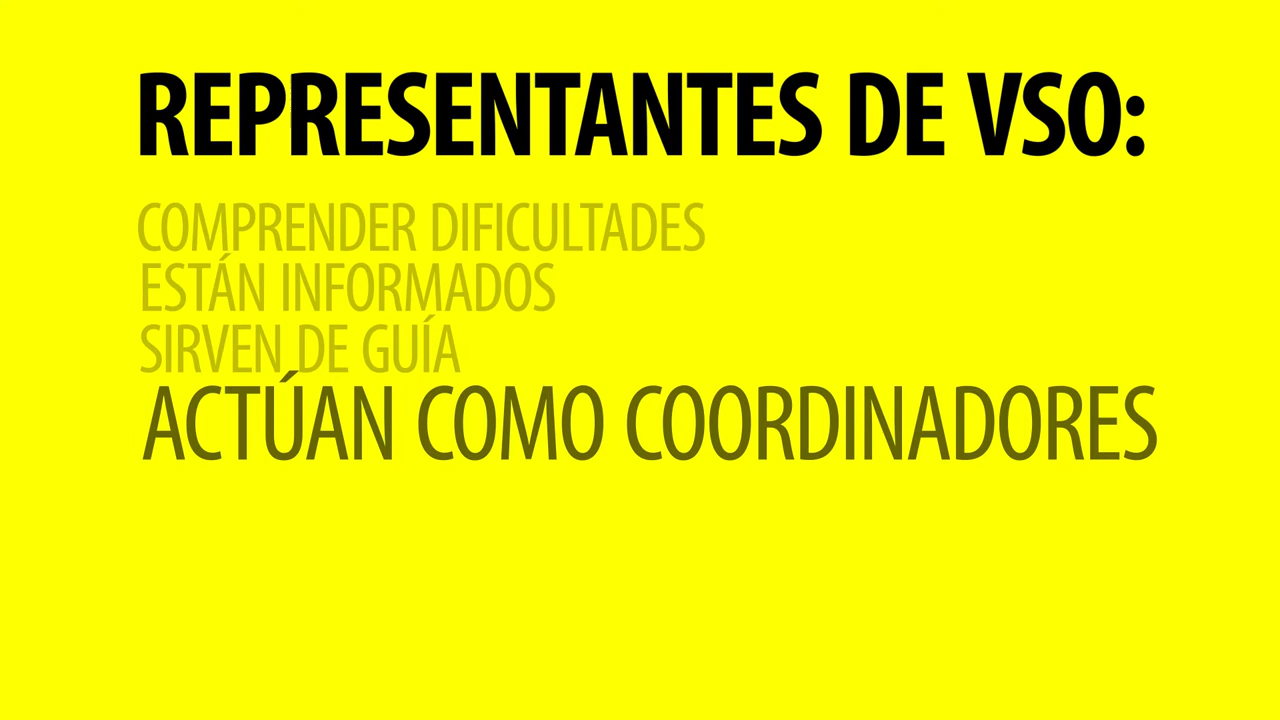 REPRESENTANTES DE VSO:
COMPRENDER DIFICULTADES
ESTÁN INFORMADOS
SIRVEN DE GUÍA
ACTÚAN COMO COORDINADORES